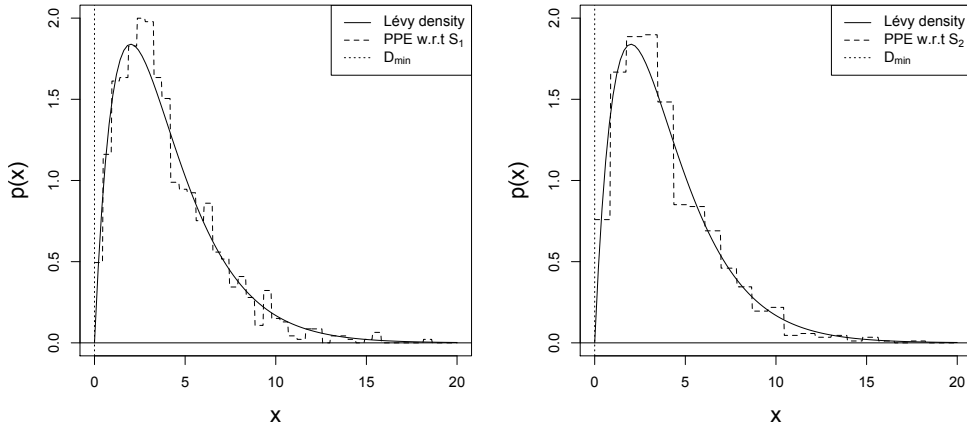 Lévy density
PPE w.r.t S₁
Dₘᵢₙ
p(x)
2.0
1.5
1.0
0.5
0.0
0 5 10 15 20
x
Lévy density
PPE w.r.t S₂
Dₘᵢₙ
p(x)
2.0
1.5
1.0
0.5
0.0
0 5 10 15 20
x